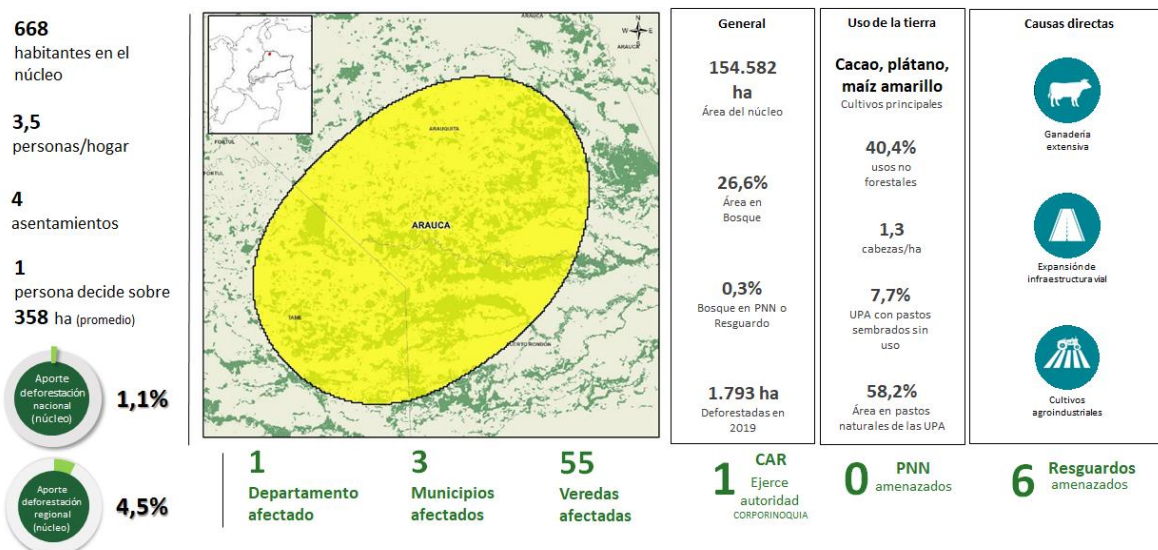 668
habitantes en el
núcleo
3,5
personas/hogar
4
asentamientos
1
persona decide sobre
358 ha (promedio)
Aporte
deforestación
nacional
(núcleo)
1,1%
Aporte
deforestación
regional
(núcleo)
4,5%
ARAUCA
N
W E
S
ARAUCA
ARAUQUITA
FORTUL
FORTUL
ARAUCA
TAME
PUERTO RONDÓN
General
154.582
ha
Área del núcleo
26,6%
Área en
Bosque
0,3%
Bosque en PNN o
Resguardo
1.793 ha
Deforestadas en
2019
Uso de la tierra
Cacao, plátano,
maíz amarillo
Cultivos principales
40,4%
usos no
forestales
1,3
cabezas/ha
7,7%
UPA con pastos
sembrados sin
uso
58,2%
Área en pastos
naturales de las UPA
Causas directas
Ganadería
extensiva
Expansión de
infraestructura vial
Cultivos
agroindustriales
1
Departamento
afectado
3
Municipios
afectados
55
Veredas
afectadas
1 CAR
Ejerce
autoridad
CORPORINOQUIA
0 PNN
amenazados
6 Resguardos
amenazados